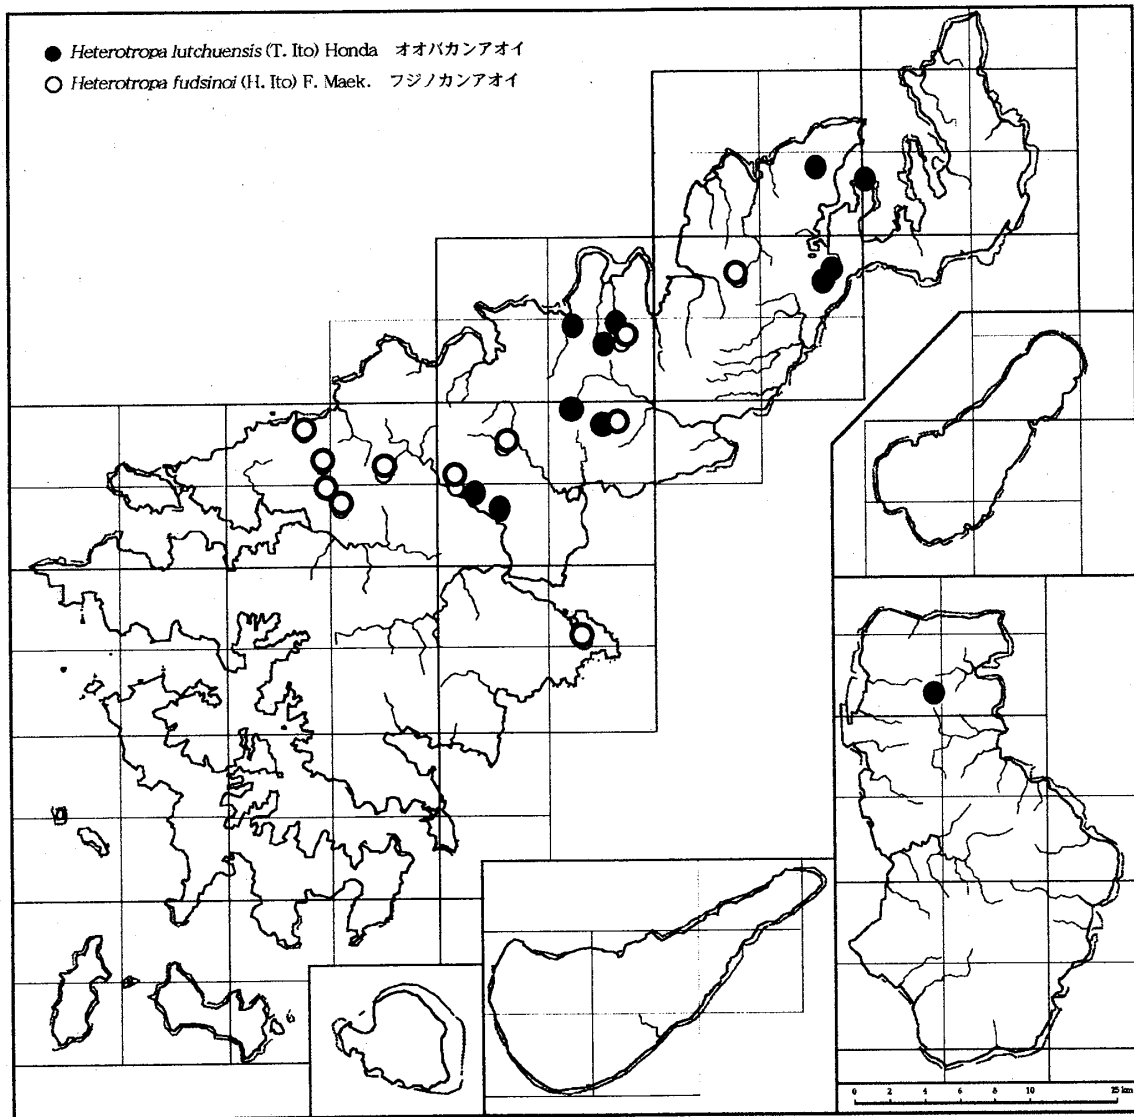 ● Heterotropa lutchuensis (T. Ito) Honda オオバカンアオイ
○ Heterotropa fudsinoi (H. Ito) F. Maek. フジノカンアオイ
0 2 4 6 8 10 15 km